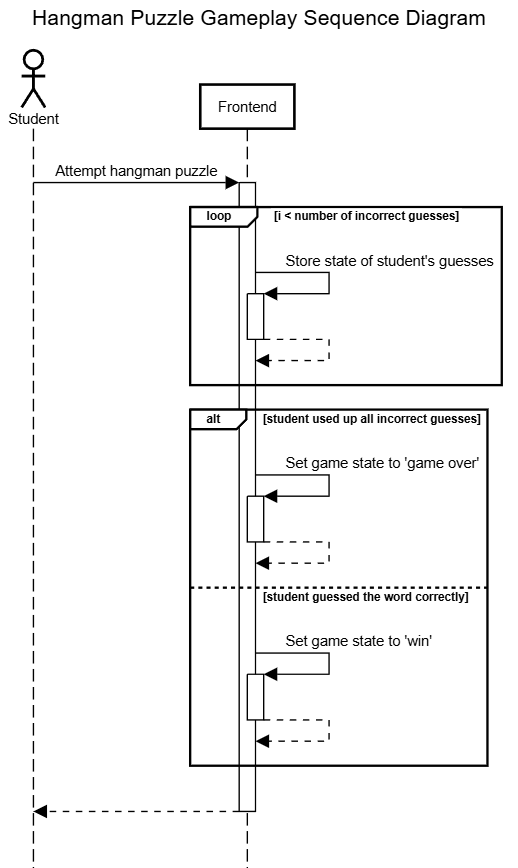 Hangman Puzzle Gameplay Sequence Diagram
Student
Frontend
Attempt hangman puzzle
loop
[i < number of incorrect guesses]
Store state of student's guesses
alt
[student used up all incorrect guesses]
Set game state to 'game over'
[student guessed the word correctly]
Set game state to 'win'